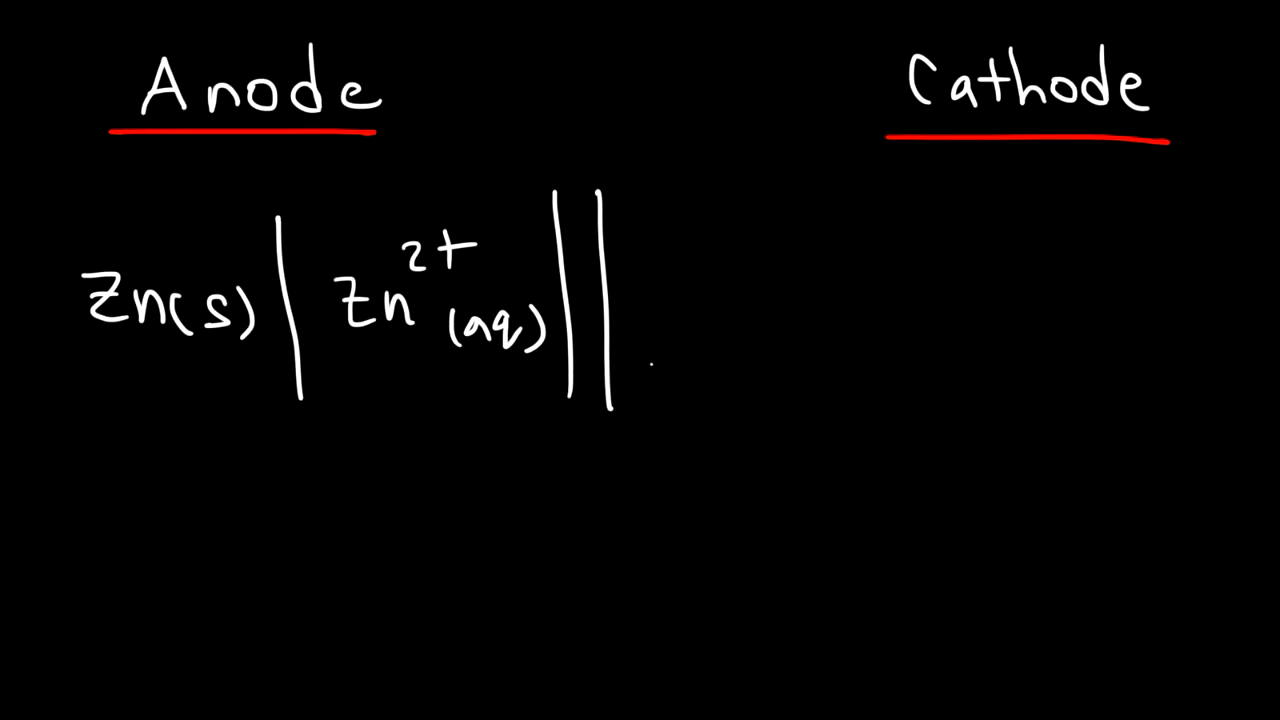 Anode Cathode
Zn(s) | Zn²⁺(aq) ||